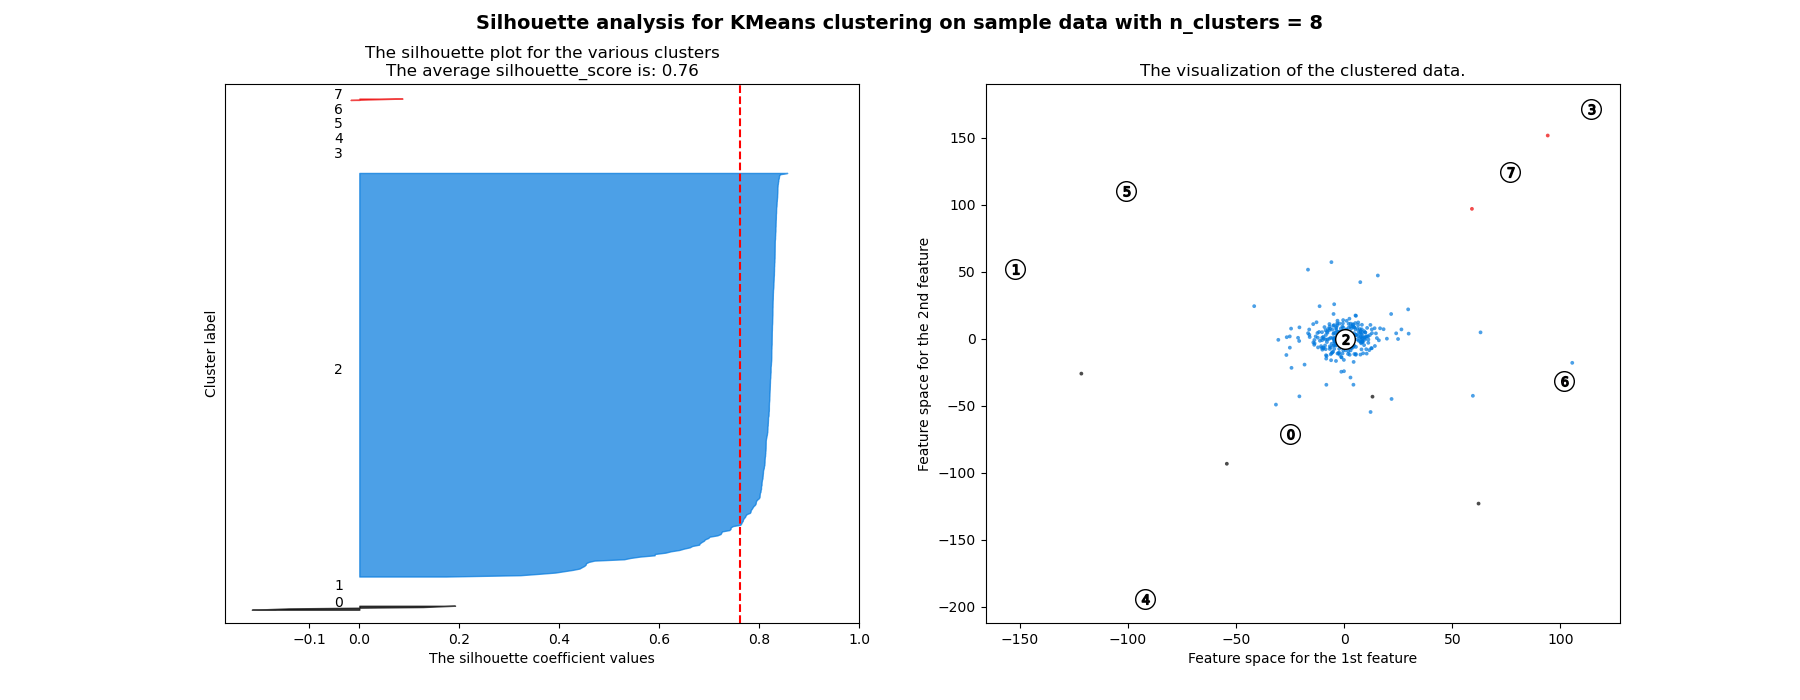 Silhouette analysis for KMeans clustering on sample data with n_clusters = 8
The silhouette plot for the various clusters
The average silhouette_score is: 0.76
7
6
5
4
3
2
1
0
Cluster label
−0.1 0.0 0.2 0.4 0.6 0.8 1.0
The silhouette coefficient values
The visualization of the clustered data.
150
100
50
0
−50
−100
−150
−200
Feature space for the 2nd feature
3
7
5
1
2
6
0
4
−150 −100 −50 0 50 100
Feature space for the 1st feature